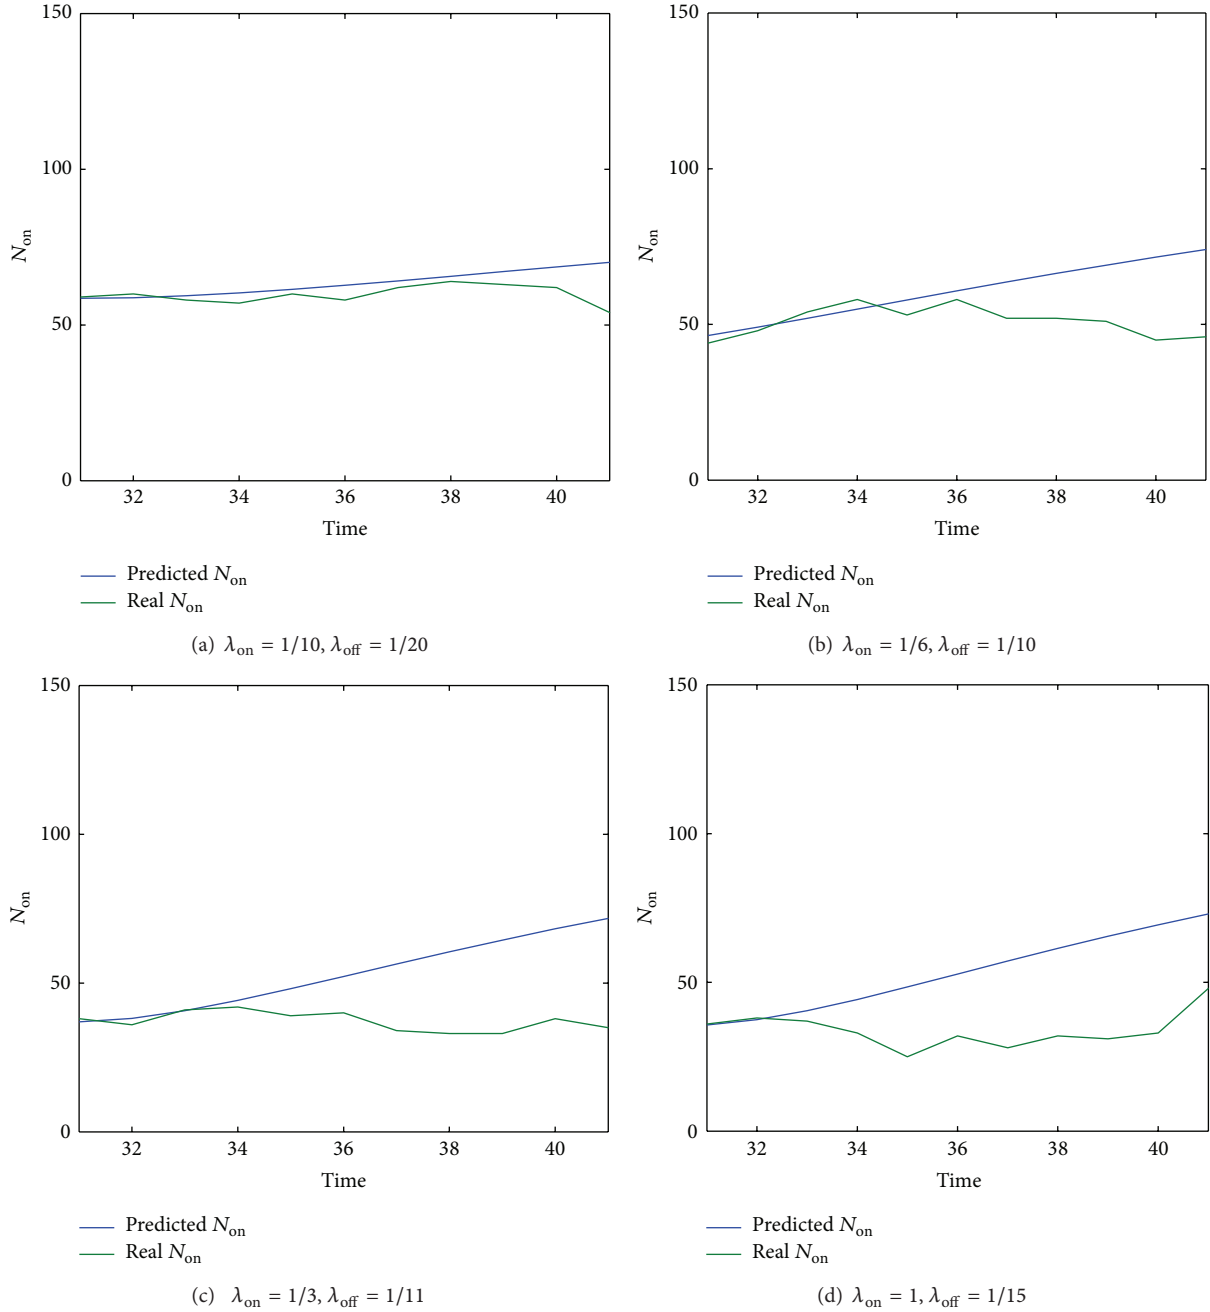 150
100
50
0
N_on
32 34 36 38 40
Time
Predicted N_on
Real N_on
(a) λ_on = 1/10, λ_off = 1/20
150
100
50
0
N_on
32 34 36 38 40
Time
Predicted N_on
Real N_on
(b) λ_on = 1/6, λ_off = 1/10
150
100
50
0
N_on
32 34 36 38 40
Time
Predicted N_on
Real N_on
(c) λ_on = 1/3, λ_off = 1/11
150
100
50
0
N_on
32 34 36 38 40
Time
Predicted N_on
Real N_on
(d) λ_on = 1, λ_off = 1/15